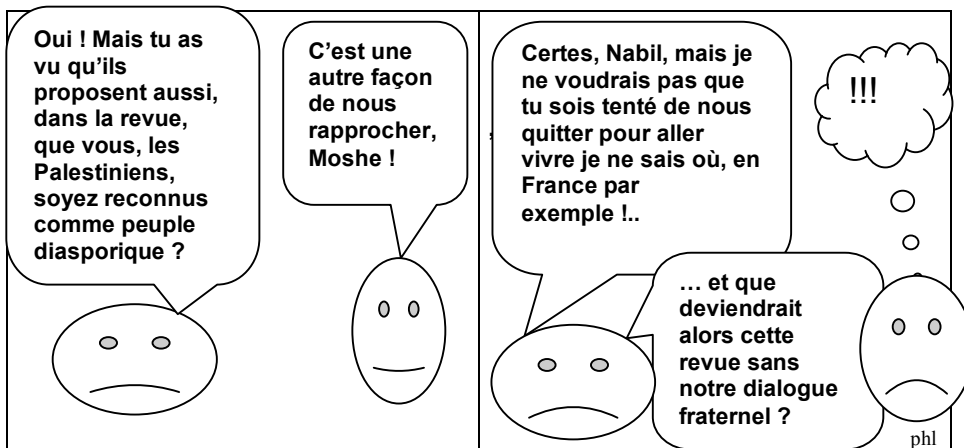 Oui ! Mais tu as
vu qu'ils
proposent aussi,
dans la revue,
que vous, les
Palestiniens,
soyez reconnus
comme peuple
diasporique ?
C'est une
autre façon
de nous
rapprocher,
Moshe !
Certes, Nabil, mais je
ne voudrais pas que
tu sois tenté de nous
quitter pour aller
vivre je ne sais où, en
France par
exemple !..
… et que
deviendrait
alors cette
revue sans
notre dialogue
fraternel ?
!!!
phl